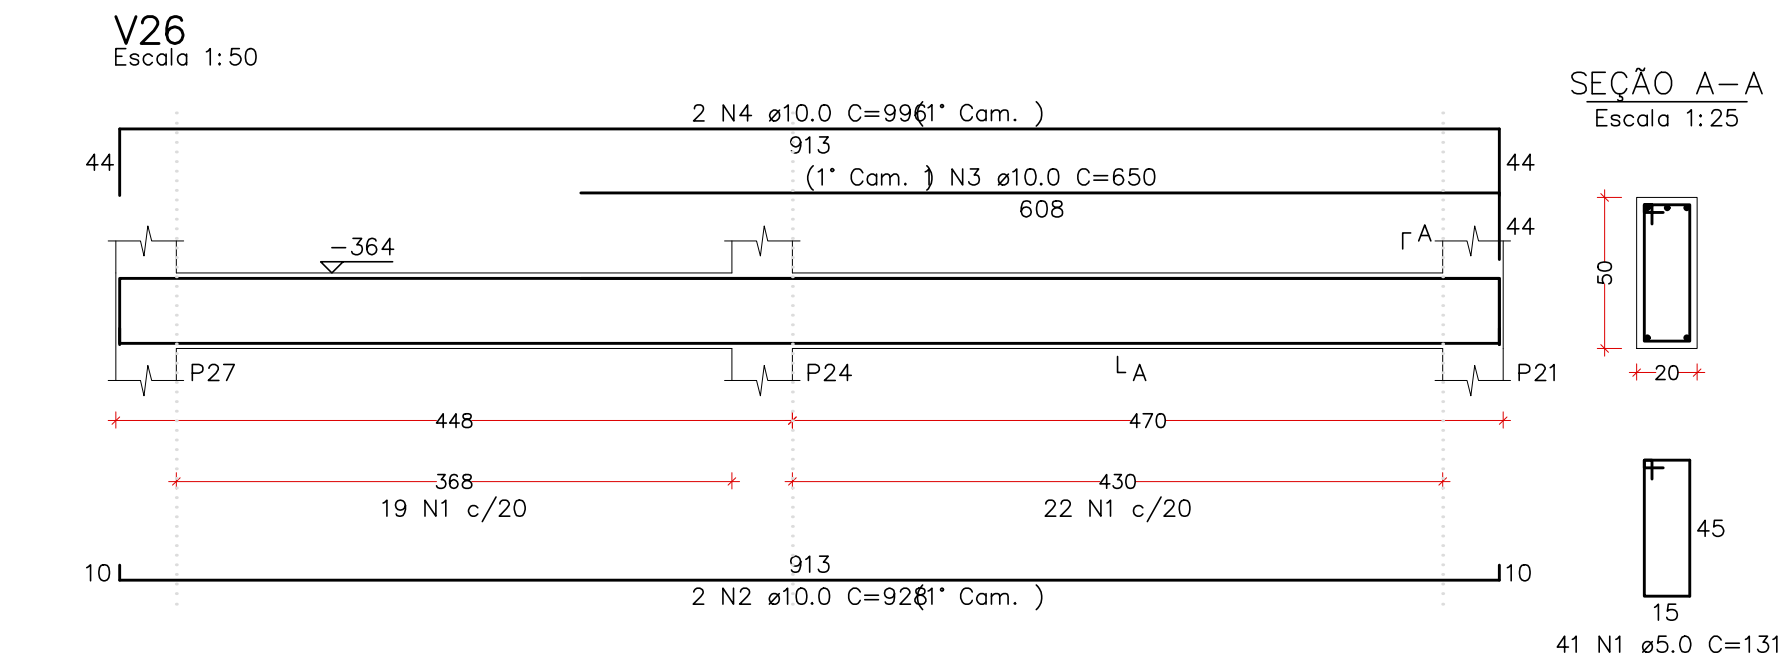 V26
Escala 1:50
SEÇÃO A-A
Escala 1:25
2 N4 ø10.0 C=996(1° Cam. )
913
44
44
(1° Cam. ) 1 N3 ø10.0 C=650
608
44
A
-364
50
20
P27
P24
A
P21
448
470
368
430
19 N1 c/20
22 N1 c/20
45
15
41 N1 ø5.0 C=131
913
10
10
2 N2 ø10.0 C=928(1° Cam. )